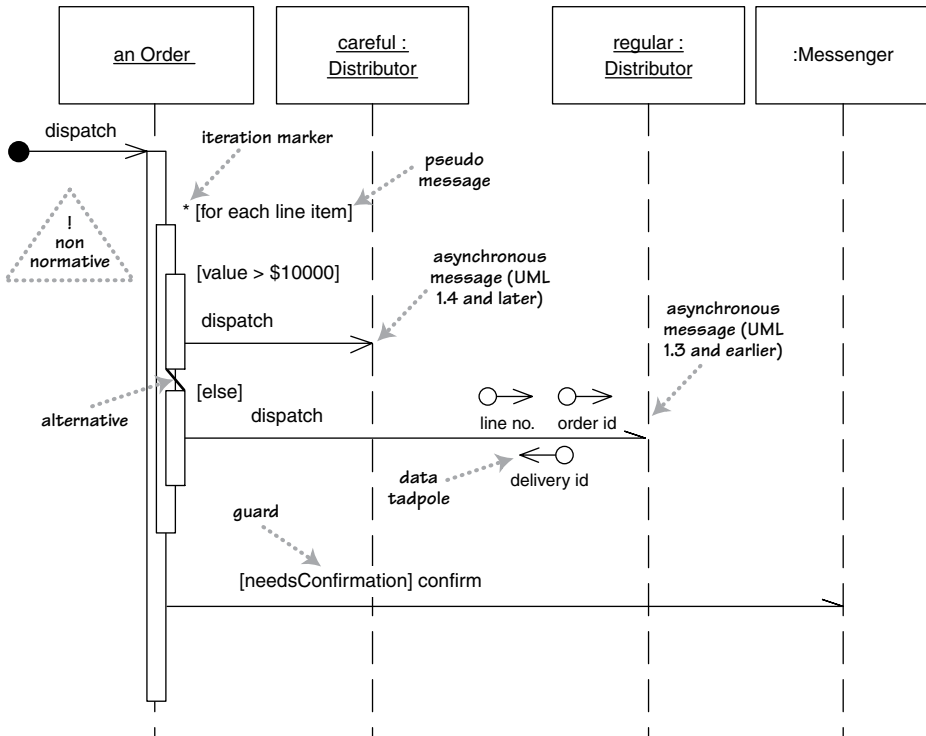 an Order
careful :
Distributor
regular :
Distributor
:Messenger
dispatch
iteration marker
pseudo
message
* [for each line item]
!
non
normative
[value > $10000]
asynchronous
message (UML
1.4 and later)
dispatch
asynchronous
message (UML
1.3 and earlier)
[else]
alternative
dispatch
line no.
order id
delivery id
data
tadpole
guard
[needsConfirmation] confirm